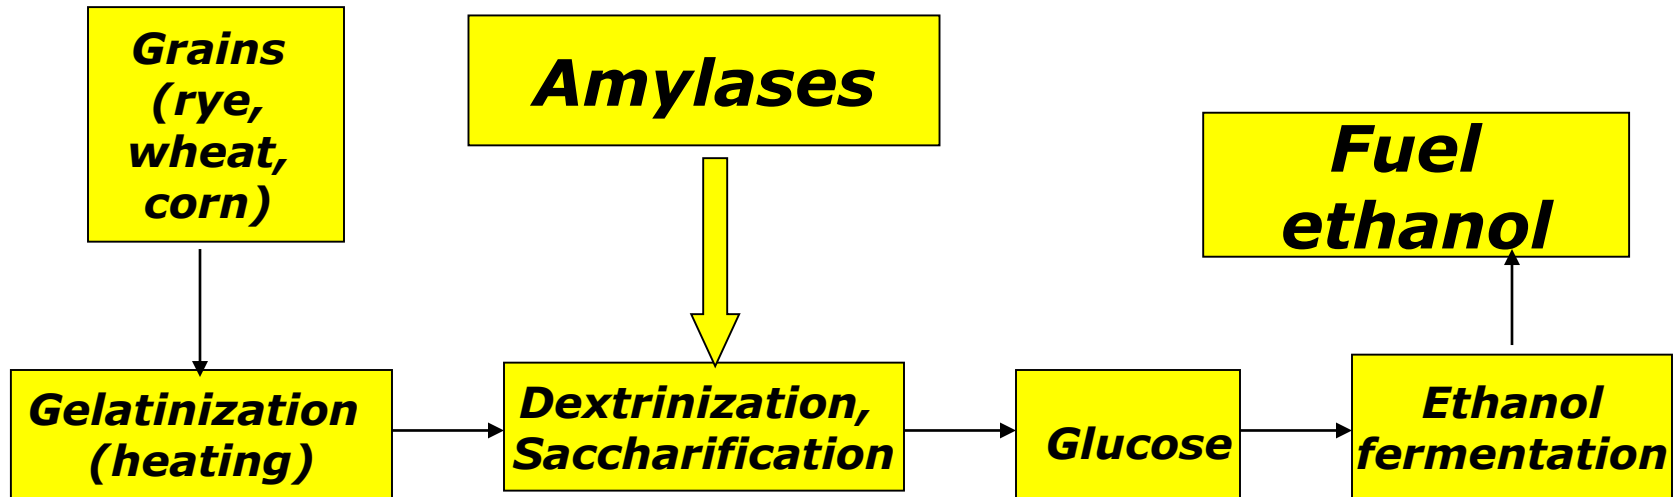 Grains
(rye,
wheat,
corn)
Amylases
Fuel
ethanol
Gelatinization
(heating)
Dextrinization,
Saccharification
Glucose
Ethanol
fermentation